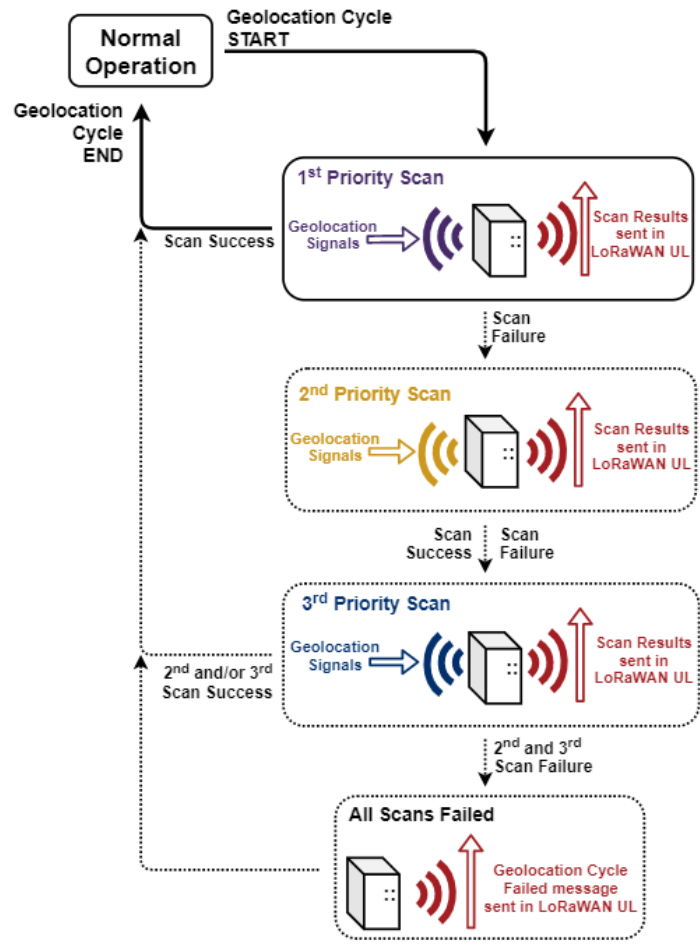 Normal
Operation
Geolocation Cycle
START
Geolocation
Cycle
END
1st Priority Scan
Geolocation
Signals
Scan Results
sent in
LoRaWAN UL
Scan Success
Scan
Failure
2nd Priority Scan
Geolocation
Signals
Scan Results
sent in
LoRaWAN UL
Scan
Success
Scan
Failure
3rd Priority Scan
Geolocation
Signals
Scan Results
sent in
LoRaWAN UL
2nd and/or 3rd
Scan Success
2nd and 3rd
Scan Failure
All Scans Failed
Geolocation Cycle
Failed message
sent in LoRaWAN UL